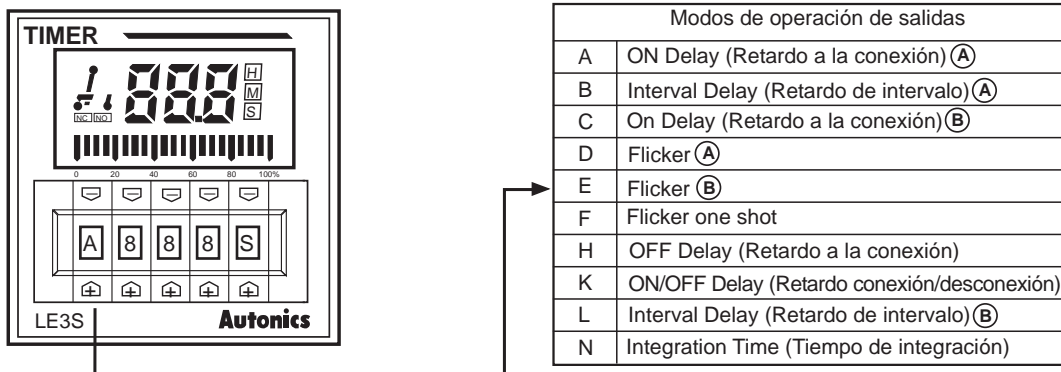 TIMER
88.8
H
M
S
NC NO
0 20 40 60 80 100%
A 8 8 8 S
LE3S Autonics
Modos de operación de salidas
A ON Delay (Retardo a la conexión) A
B Interval Delay (Retardo de intervalo) A
C On Delay (Retardo a la conexión) B
D Flicker A
E Flicker B
F Flicker one shot
H OFF Delay (Retardo a la conexión)
K ON/OFF Delay (Retardo conexión/desconexión)
L Interval Delay (Retardo de intervalo) B
N Integration Time (Tiempo de integración)